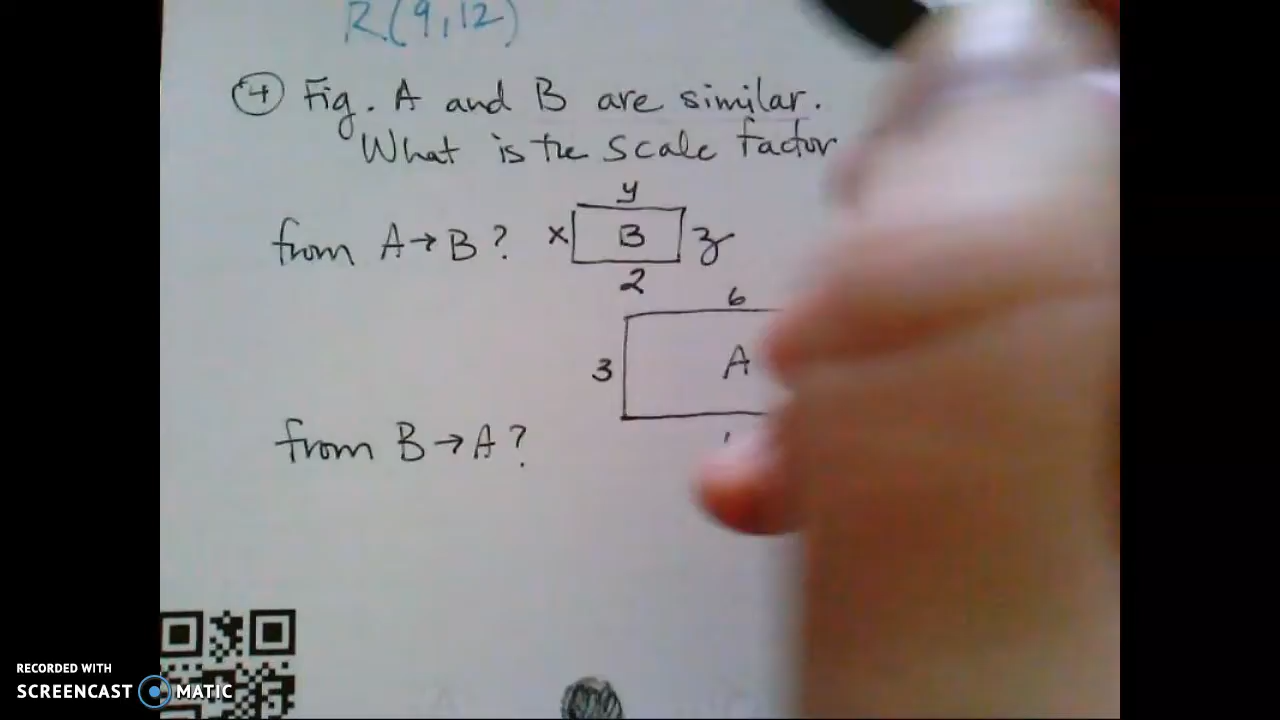 R(9,12)
4 Fig. A and B are similar.
What is the scale factor
y
from A→B? x B z
2
6
3 A
from B→A?
RECORDED WITH
SCREENCAST MATIC